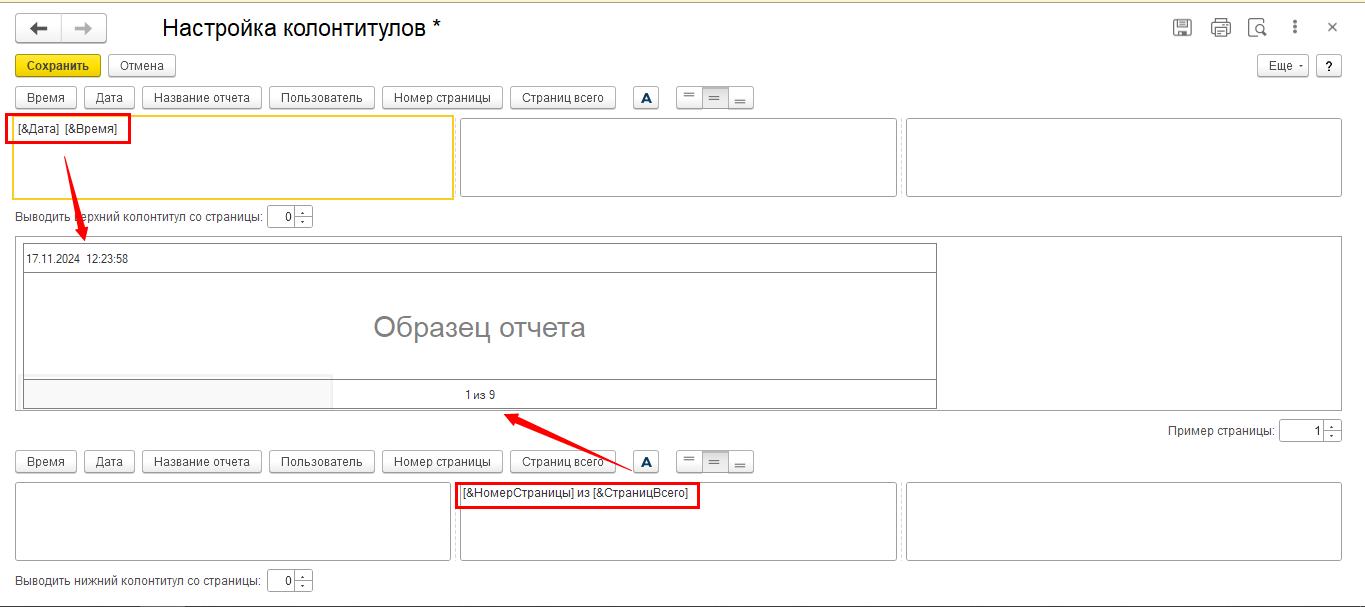 Настройка колонтитулов *
Сохранить Отмена Еще ?
Время Дата Название отчета Пользователь Номер страницы Страниц всего A
[&Дата] [&Время]
Выводить верхний колонтитул со страницы: 0
17.11.2024 12:23:58
Образец отчета
1 из 9
Пример страницы: 1
Время Дата Название отчета Пользователь Номер страницы Страниц всего A
[&НомерСтраницы] из [&СтраницВсего]
Выводить нижний колонтитул со страницы: 0